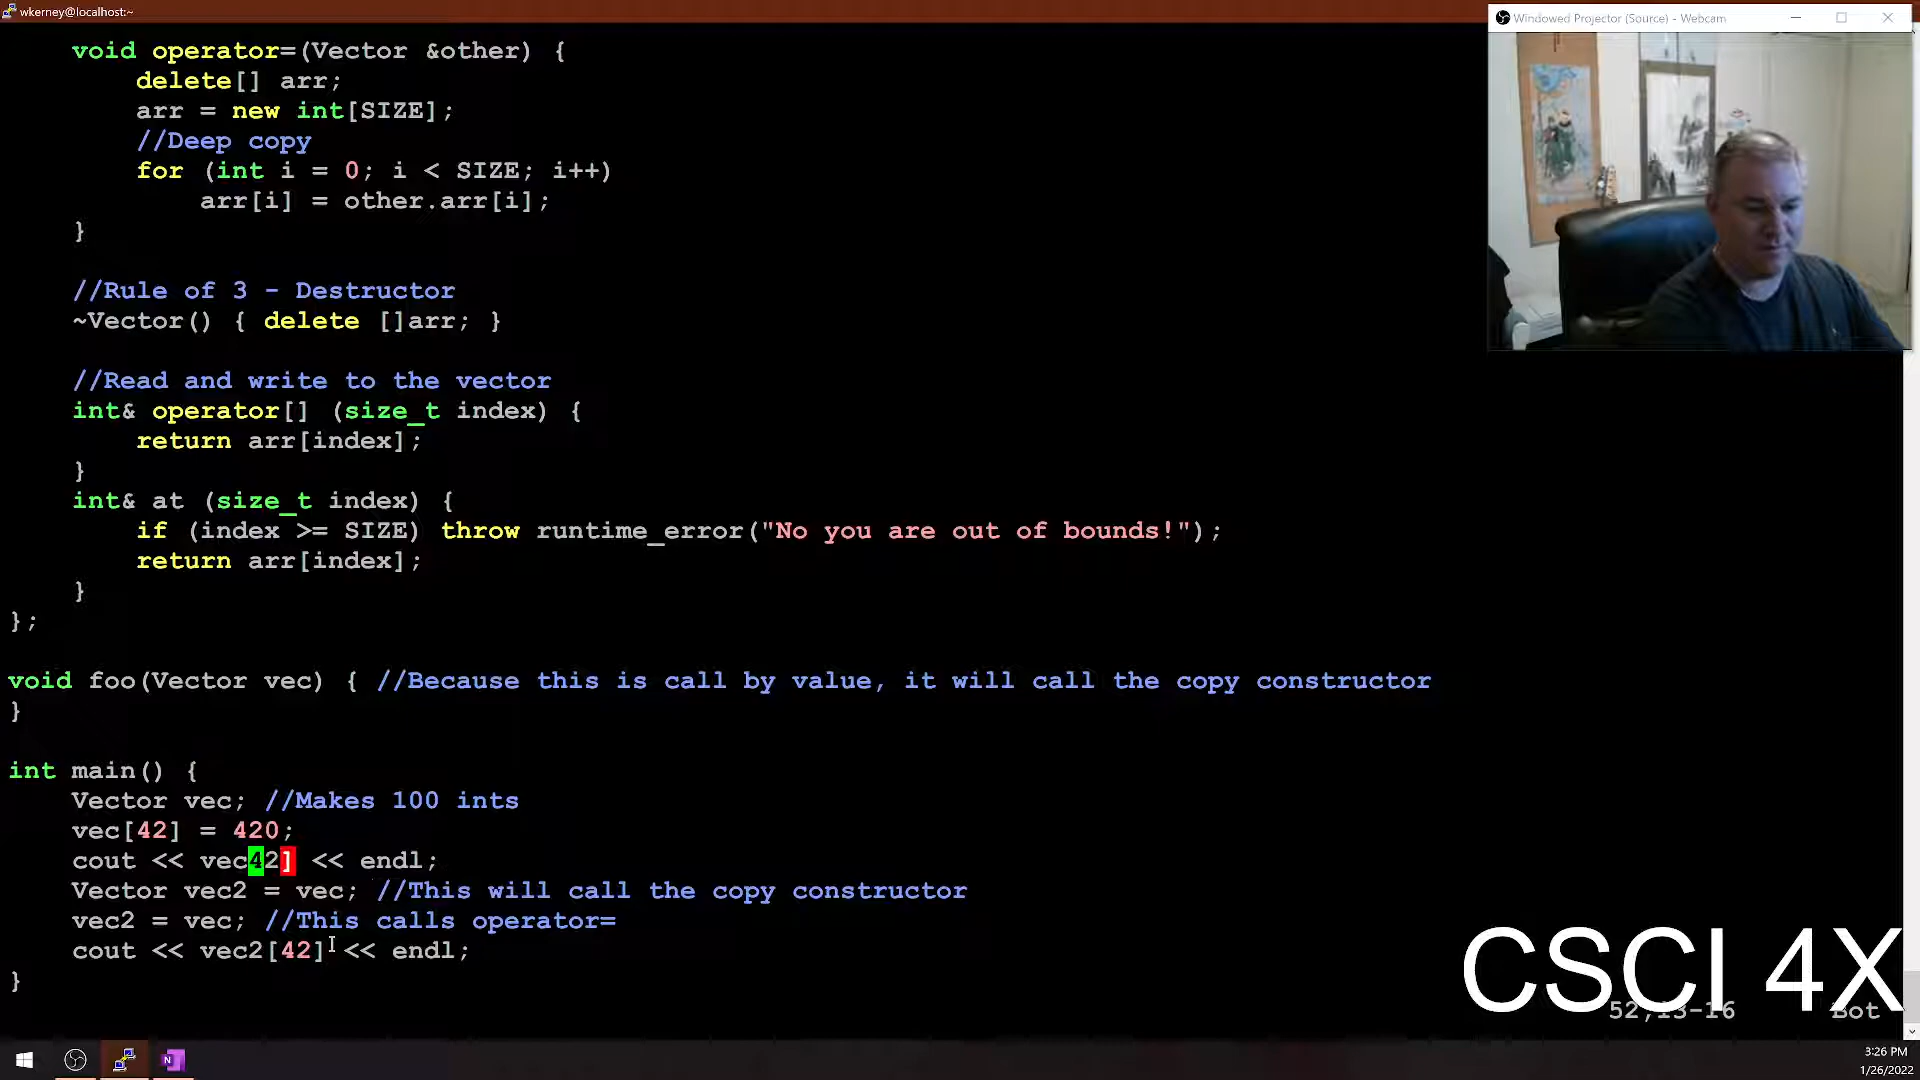 wkerney@localhost:~
Windowed Projector (Source) - Webcam
void operator=(Vector &other) {
delete[] arr;
arr = new int[SIZE];
//Deep copy
for (int i = 0; i < SIZE; i++)
arr[i] = other.arr[i];
}
//Rule of 3 - Destructor
~Vector() { delete []arr; }
//Read and write to the vector
int& operator[] (size_t index) {
return arr[index];
}
int& at (size_t index) {
if (index >= SIZE) throw runtime_error("No you are out of bounds!");
return arr[index];
}
};
void foo(Vector vec) { //Because this is call by value, it will call the copy constructor
}
int main() {
Vector vec; //Makes 100 ints
vec[42] = 420;
cout << vec42] << endl;
Vector vec2 = vec; //This will call the copy constructor
vec2 = vec; //This calls operator=
cout << vec2[42] << endl;
}
CSCI 4X
52,13-16 Bot
3:26 PM
1/26/2022